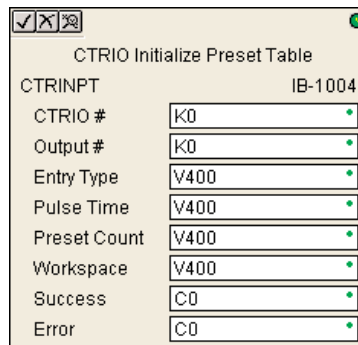 CTRIO Initialize Preset Table
CTRINPT IB-1004
CTRIO # K0
Output # K0
Entry Type V400
Pulse Time V400
Preset Count V400
Workspace V400
Success C0
Error C0